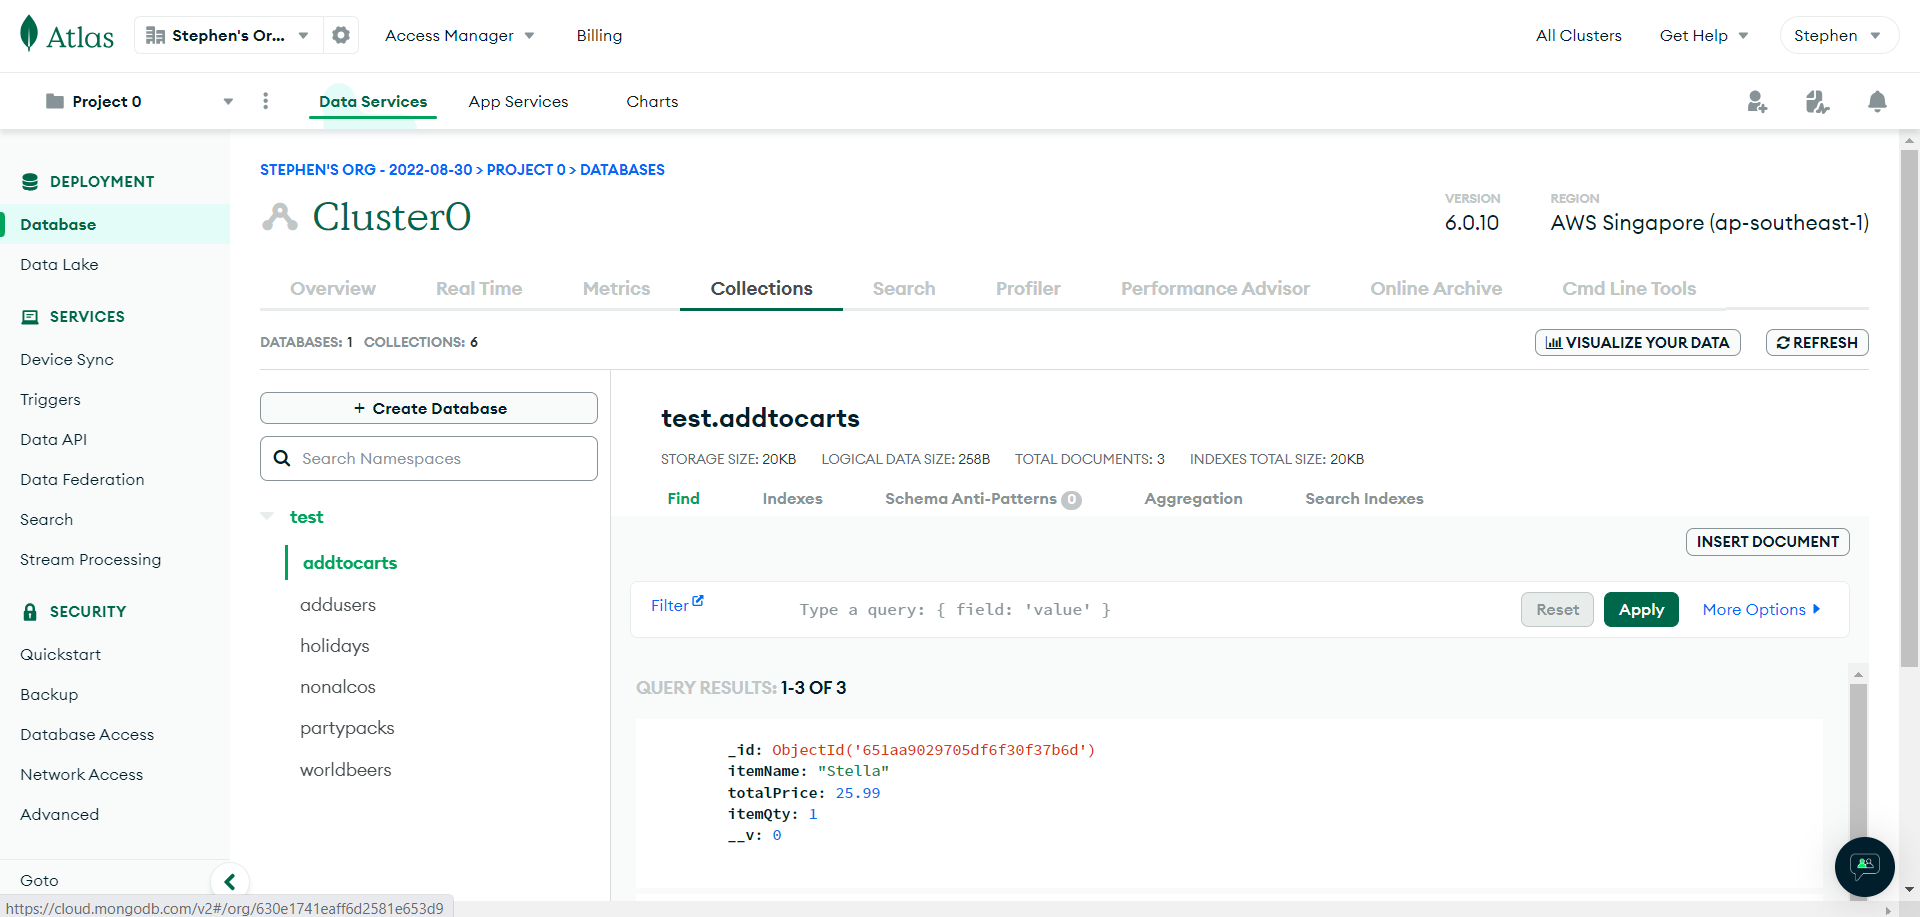 Atlas
Stephen's Or...
Access Manager
Billing
All Clusters
Get Help
Stephen
Project 0
Data Services
App Services
Charts
DEPLOYMENT
Database
Data Lake
SERVICES
Device Sync
Triggers
Data API
Data Federation
Search
Stream Processing
SECURITY
Quickstart
Backup
Database Access
Network Access
Advanced
Goto
STEPHEN'S ORG - 2022-08-30 > PROJECT 0 > DATABASES
Cluster0
VERSION
6.0.10
REGION
AWS Singapore (ap-southeast-1)
Overview
Real Time
Metrics
Collections
Search
Profiler
Performance Advisor
Online Archive
Cmd Line Tools
DATABASES: 1 COLLECTIONS: 6
VISUALIZE YOUR DATA
REFRESH
+ Create Database
Search Namespaces
test
addtocarts
addusers
holidays
nonalcos
partypacks
worldbeers
test.addtocarts
STORAGE SIZE: 20KB LOGICAL DATA SIZE: 258B TOTAL DOCUMENTS: 3 INDEXES TOTAL SIZE: 20KB
Find
Indexes
Schema Anti-Patterns 0
Aggregation
Search Indexes
INSERT DOCUMENT
Filter
Type a query: { field: 'value' }
Reset
Apply
More Options
QUERY RESULTS: 1-3 OF 3
_id: ObjectId('651aa9029705df6f30f37b6d')
itemName: "Stella"
totalPrice: 25.99
itemQty: 1
__v: 0
https://cloud.mongodb.com/v2#/org/630e1741eaff6d2581e653d9